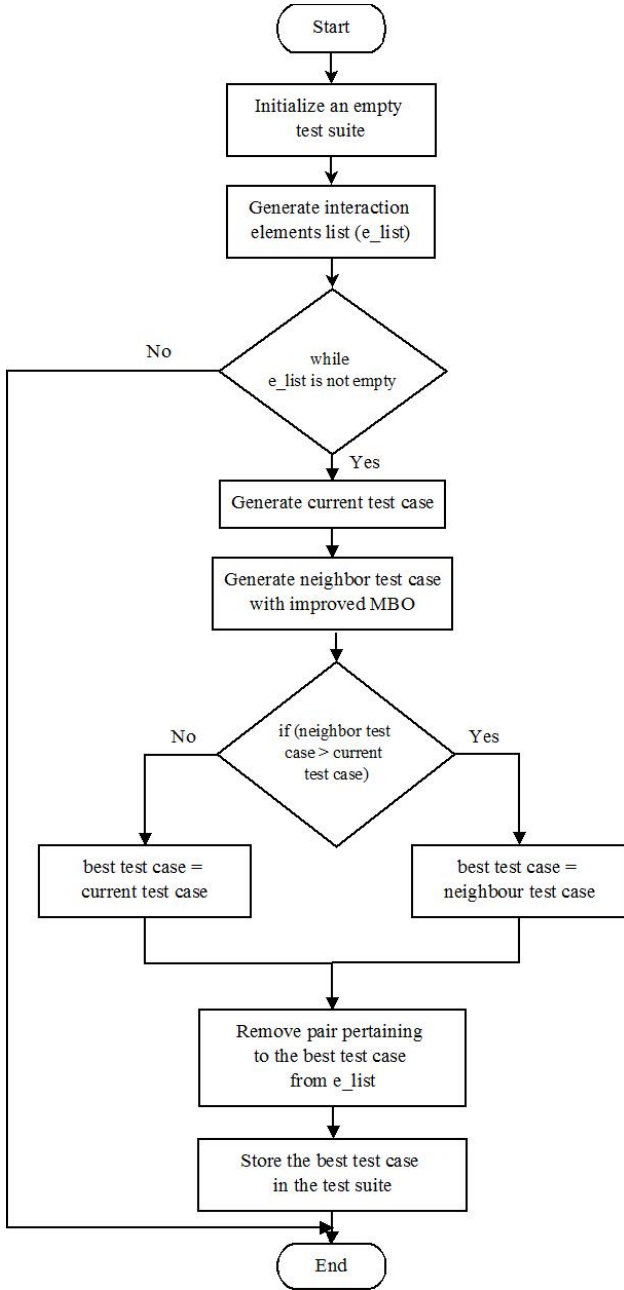 Start
Initialize an empty
test suite
Generate interaction
elements list (e_list)
No
while
e_list is not empty
Yes
Generate current test case
Generate neighbor test case
with improved MBO
No
if (neighbor test
case > current
test case)
Yes
best test case =
current test case
best test case =
neighbour test case
Remove pair pertaining
to the best test case
from e_list
Store the best test case
in the test suite
End